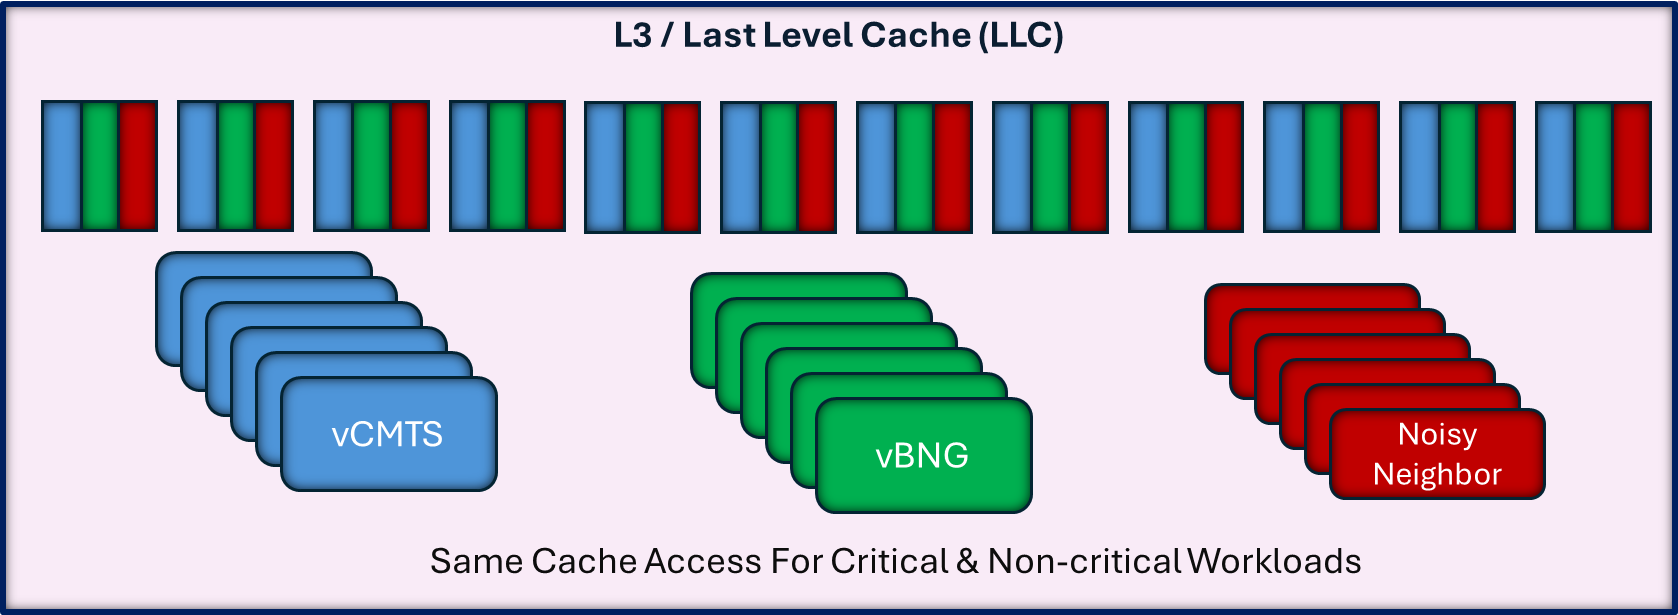 L3 / Last Level Cache (LLC)
vCMTS
vBNG
Noisy
Neighbor
Same Cache Access For Critical & Non-critical Workloads